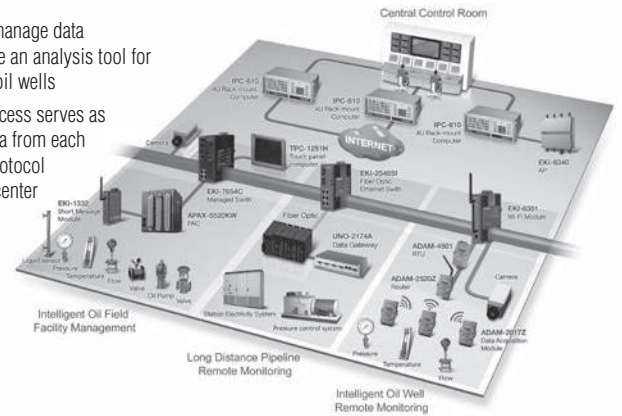 manage data
e an analysis tool for
oil wells
cess serves as
a from each
otocol
center
Central Control Room
IPC-610
4U Rack-mount
Computer
IPC-610
4U Rack-mount
Computer
IPC-610
4U Rack-mount
Computer
INTERNET
EKI-6340
AP
Camera
TPC-1251H
Touch panel
computer
EKI-7654C
Managed Swith
EKI-2548SI
Fiber Optic
Ethernet Swith
EKI-6351
Wi-Fi Module
EKI-1332
Short Message
Module
APAX-5520KW
PAC
Fiber Optic
UNO-2174A
Data Gateway
ADAM-4501
RTU
ADAM-2520Z
Router
Camera
ADAM-2017Z
Data Acquisition
Module
Liquid sensor
Pressure
Temperature
Flow
Valve
Oil Pump
Valve
Station Electricity System
Pressure control system
Pressure
Temperature
Flow
Intelligent Oil Field
Facility Management
Long Distance Pipeline
Remote Monitoring
Intelligent Oil Well
Remote Monitoring